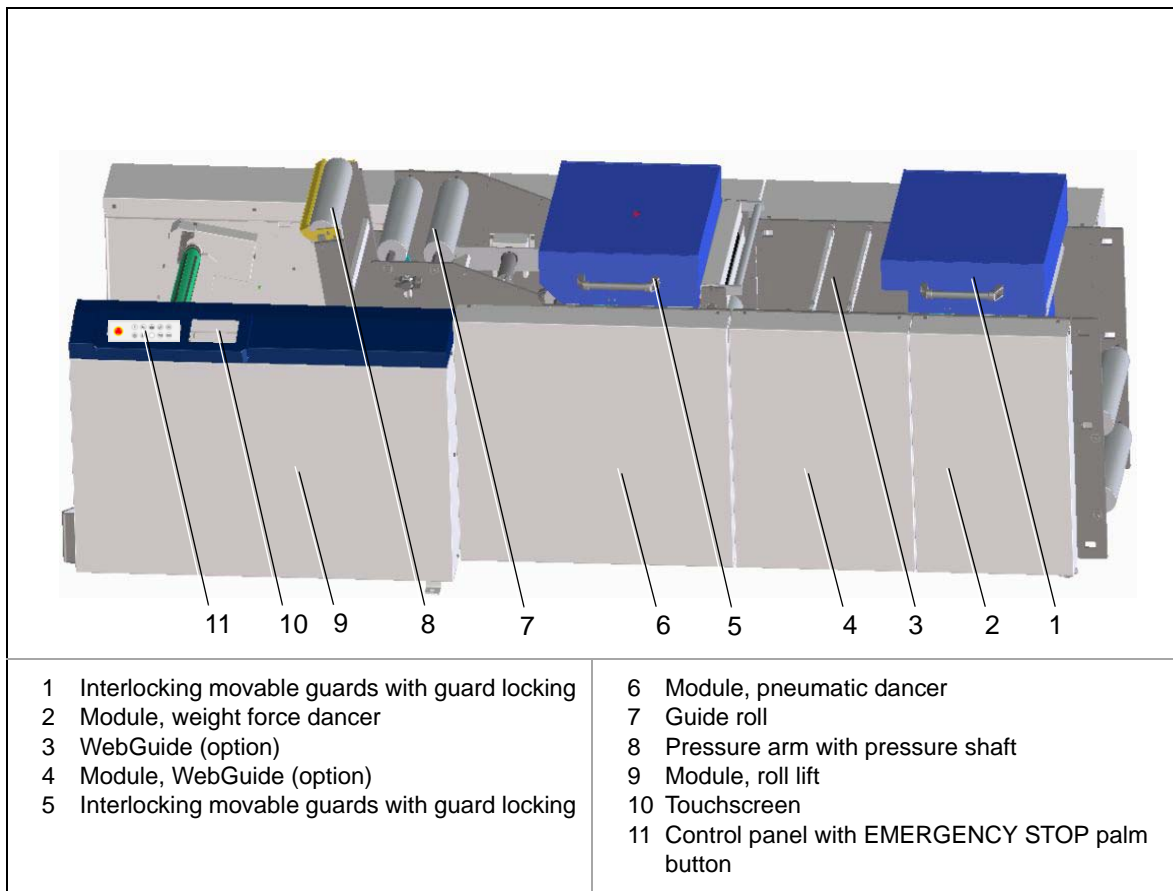 11 10 9 8 7 6 5 4 3 2 1
1 Interlocking movable guards with guard locking
2 Module, weight force dancer
3 WebGuide (option)
4 Module, WebGuide (option)
5 Interlocking movable guards with guard locking
6 Module, pneumatic dancer
7 Guide roll
8 Pressure arm with pressure shaft
9 Module, roll lift
10 Touchscreen
11 Control panel with EMERGENCY STOP palm
button